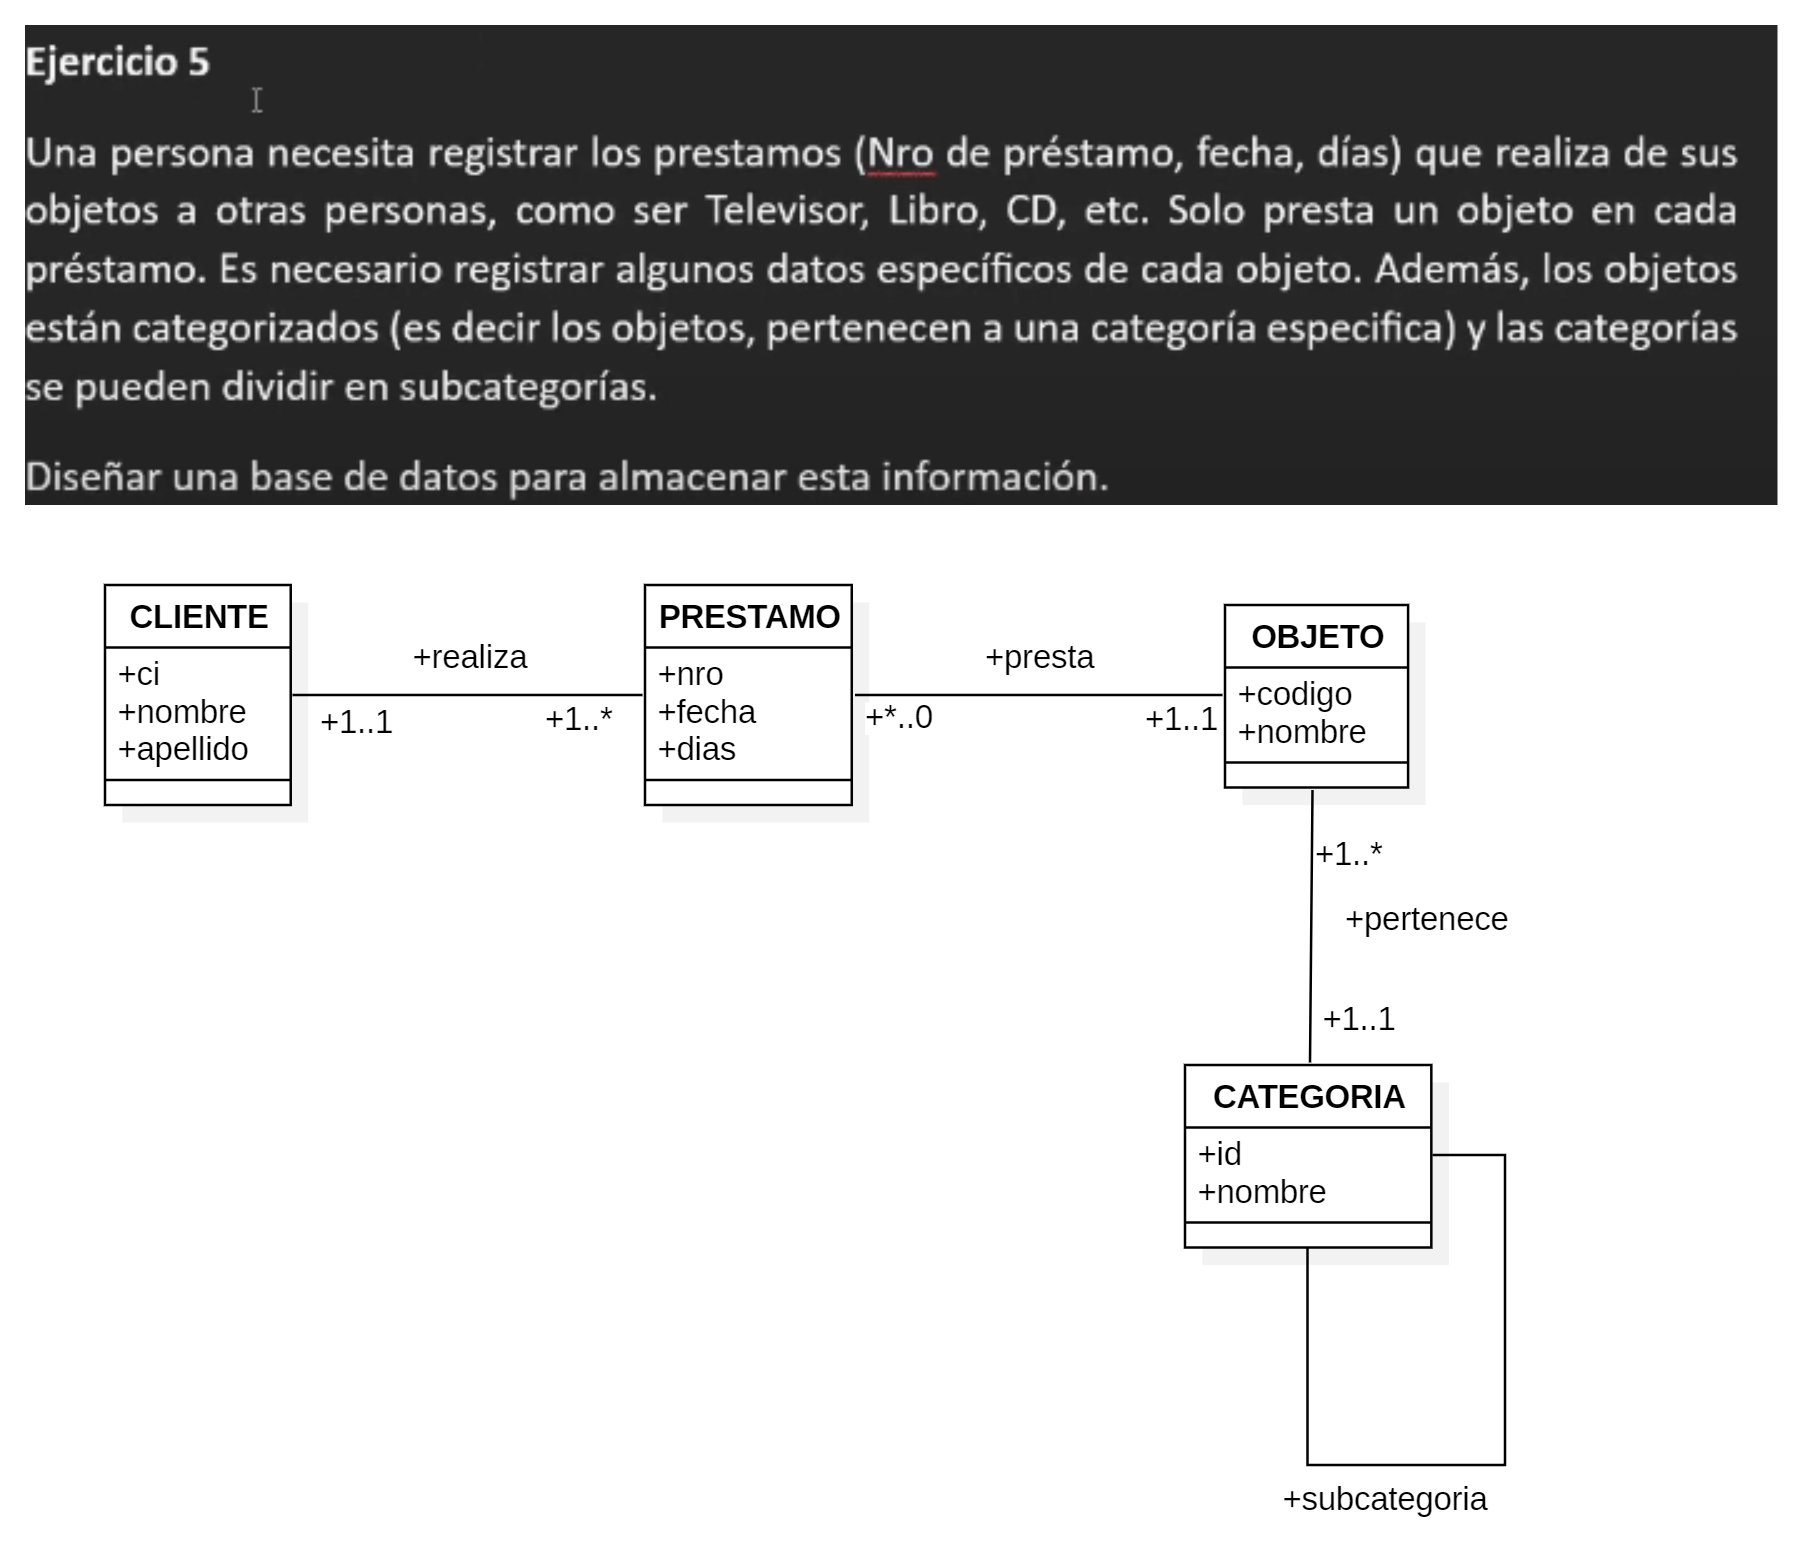 Ejercicio 5
Una persona necesita registrar los prestamos (Nro de préstamo, fecha, días) que realiza de sus
objetos a otras personas, como ser Televisor, Libro, CD, etc. Solo presta un objeto en cada
préstamo. Es necesario registrar algunos datos específicos de cada objeto. Además, los objetos
están categorizados (es decir los objetos, pertenecen a una categoría especifica) y las categorías
se pueden dividir en subcategorías.
Diseñar una base de datos para almacenar esta información.
CLIENTE
+ci
+nombre
+apellido
+realiza
+1..1
+1..*
PRESTAMO
+nro
+fecha
+dias
+presta
+*..0
+1..1
OBJETO
+codigo
+nombre
+1..*
+pertenece
+1..1
CATEGORIA
+id
+nombre
+subcategoria